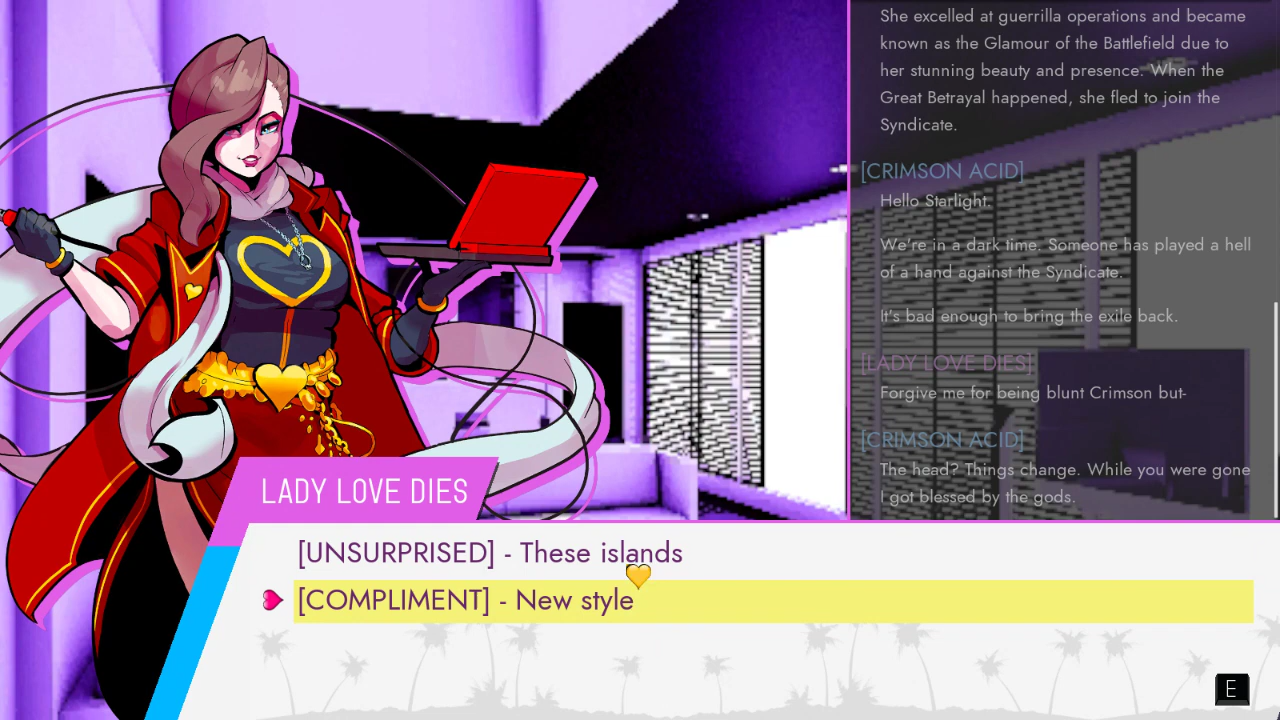 She excelled at guerrilla operations and became
known as the Glamour of the Battlefield due to
her stunning beauty and presence. When the
Great Betrayal happened, she fled to join the
Syndicate.
[CRIMSON ACID]
Hello Starlight.
We're in a dark time. Someone has played a hell
of a hand against the Syndicate.
It's bad enough to bring the exile back.
[LADY LOVE DIES]
Forgive me for being blunt Crimson but-
[CRIMSON ACID]
The head? Things change. While you were gone
I got blessed by the gods.
LADY LOVE DIES
[UNSURPRISED] - These islands
[COMPLIMENT] - New style
E